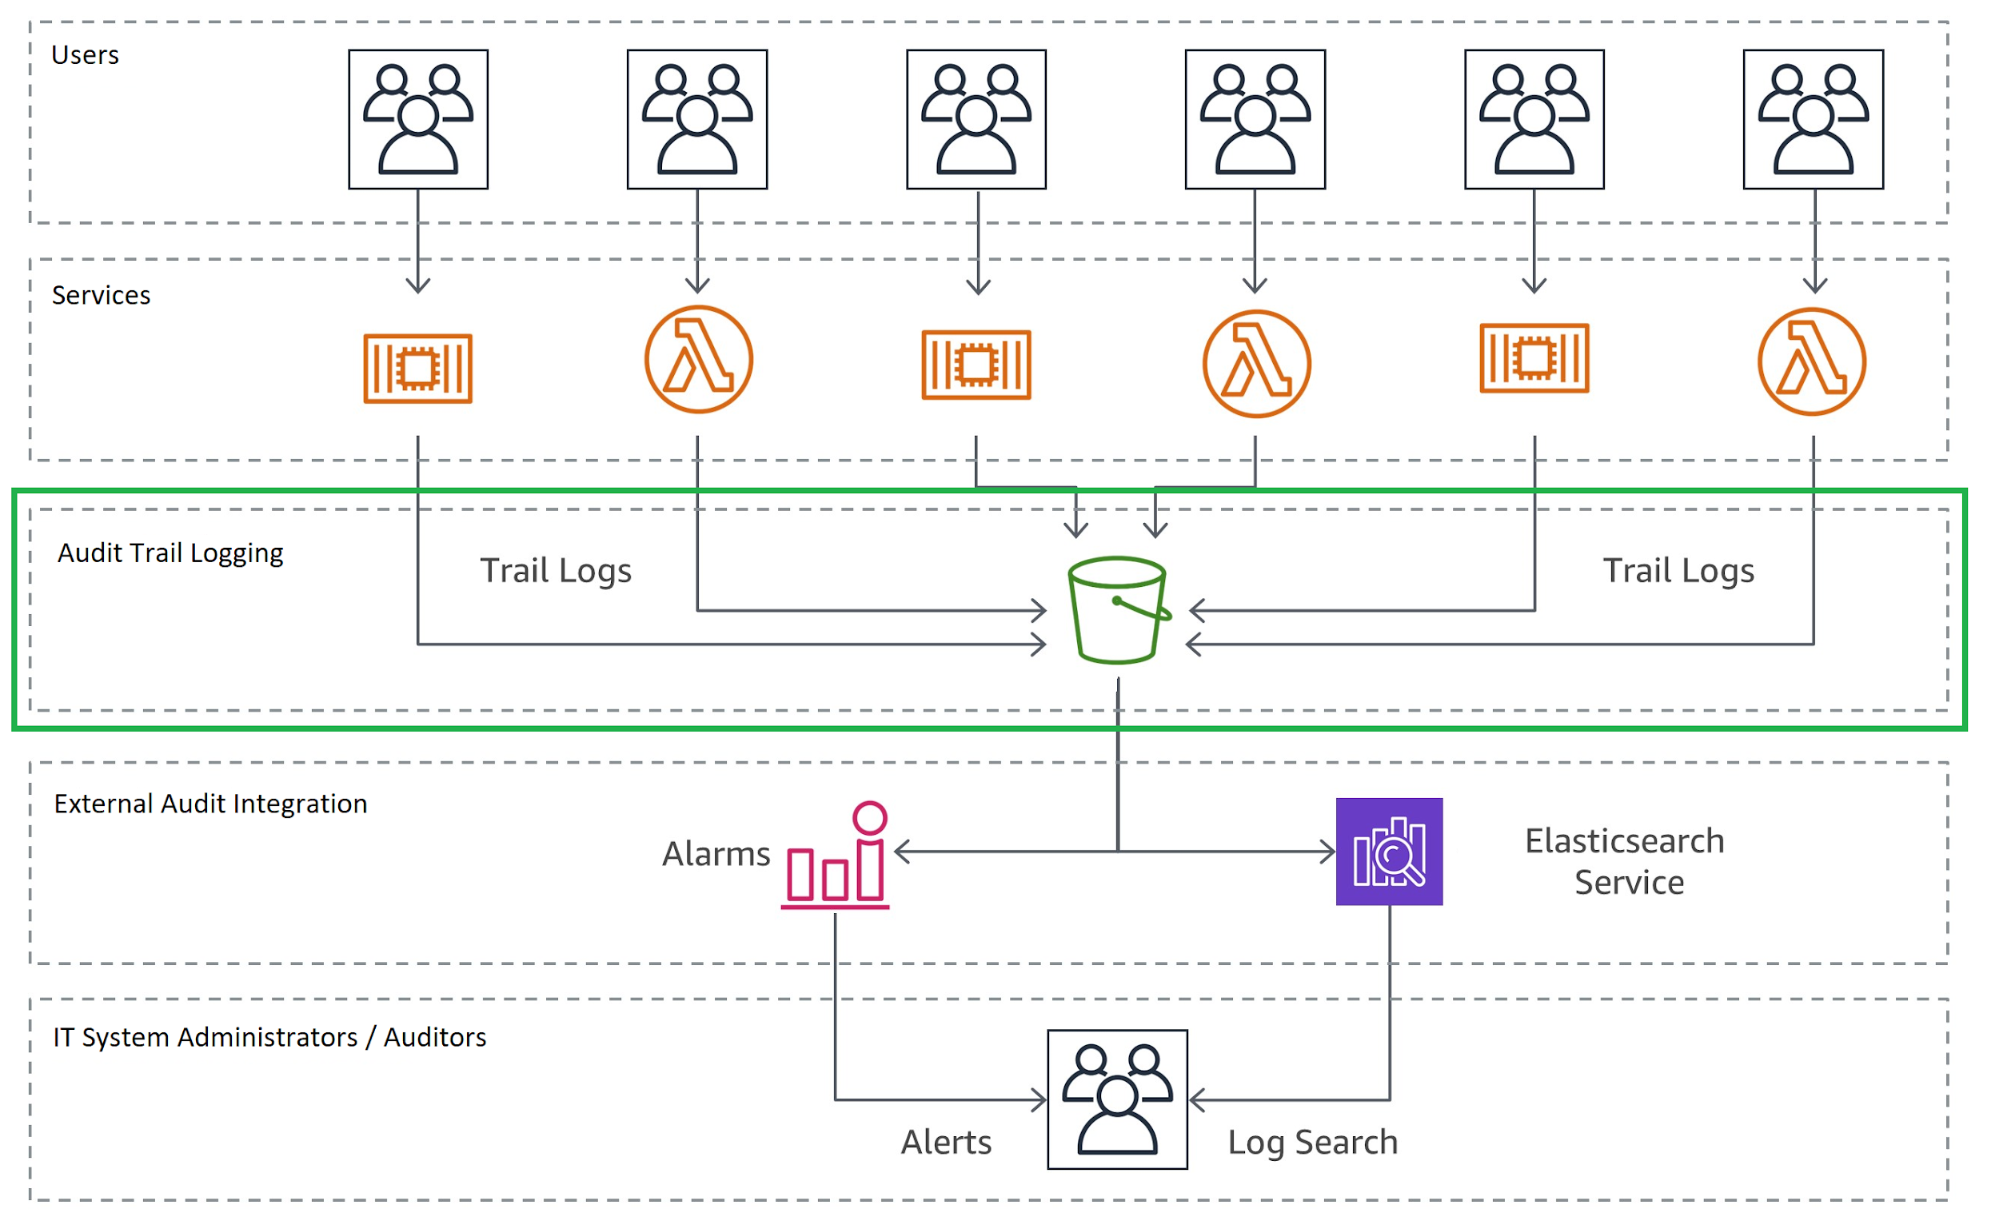 Users
Services
Audit Trail Logging
Trail Logs
Trail Logs
External Audit Integration
Alarms
Elasticsearch
Service
IT System Administrators / Auditors
Alerts
Log Search